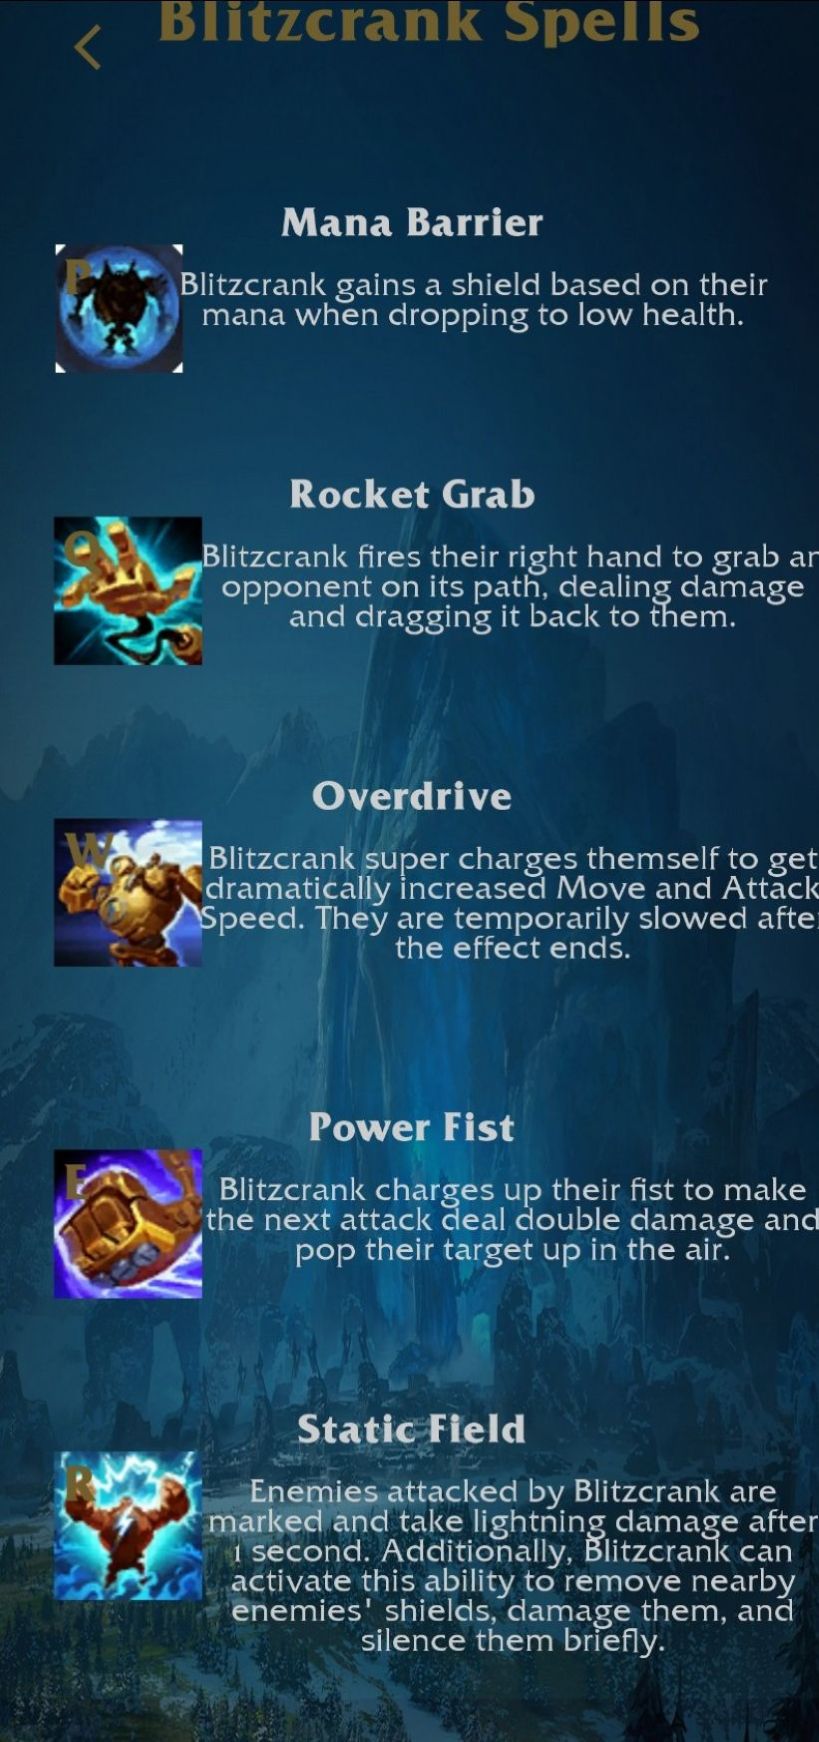 Blitzcrank Spells
Mana Barrier
P
Blitzcrank gains a shield based on their
mana when dropping to low health.
Rocket Grab
Q
Blitzcrank fires their right hand to grab an
opponent on its path, dealing damage
and dragging it back to them.
Overdrive
W
Blitzcrank super charges themself to get
dramatically increased Move and Attack
Speed. They are temporarily slowed after
the effect ends.
Power Fist
E
Blitzcrank charges up their fist to make
the next attack deal double damage and
pop their target up in the air.
Static Field
R
Enemies attacked by Blitzcrank are
marked and take lightning damage after
1 second. Additionally, Blitzcrank can
activate this ability to remove nearby
enemies' shields, damage them, and
silence them briefly.